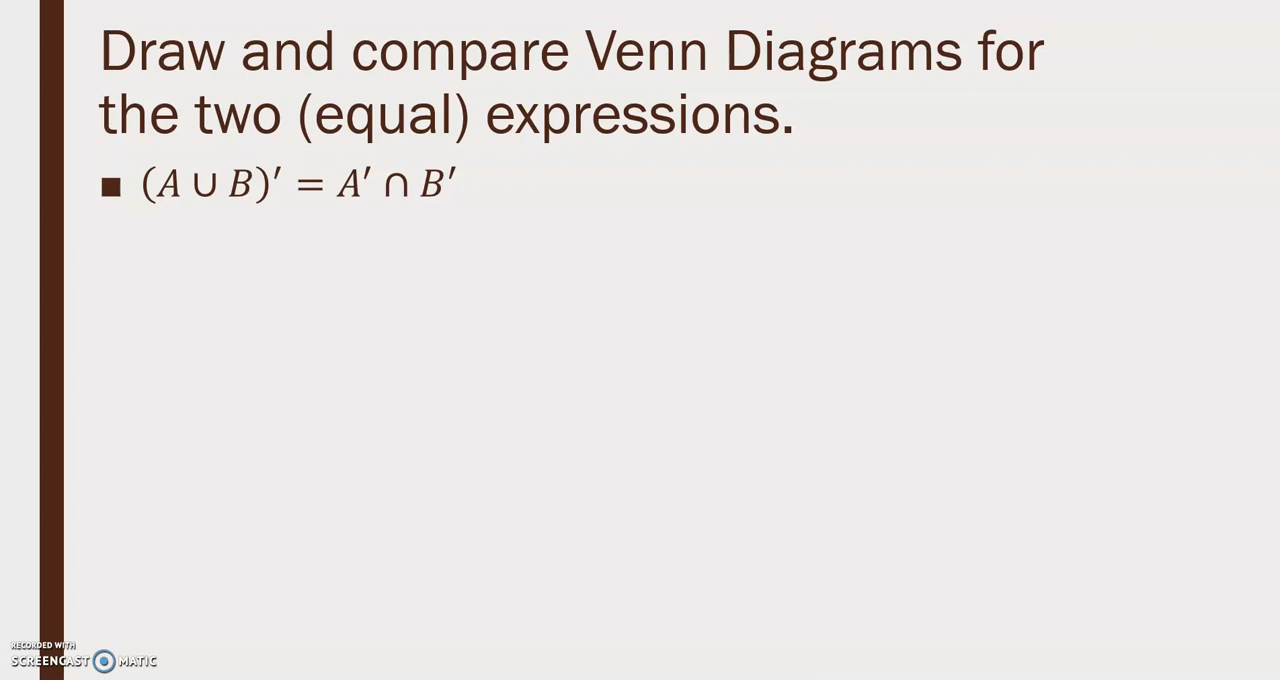 Draw and compare Venn Diagrams for
the two (equal) expressions.
■ (A ∪ B)′ = A′ ∩ B′
RECORDED WITH
SCREENCAST MATIC